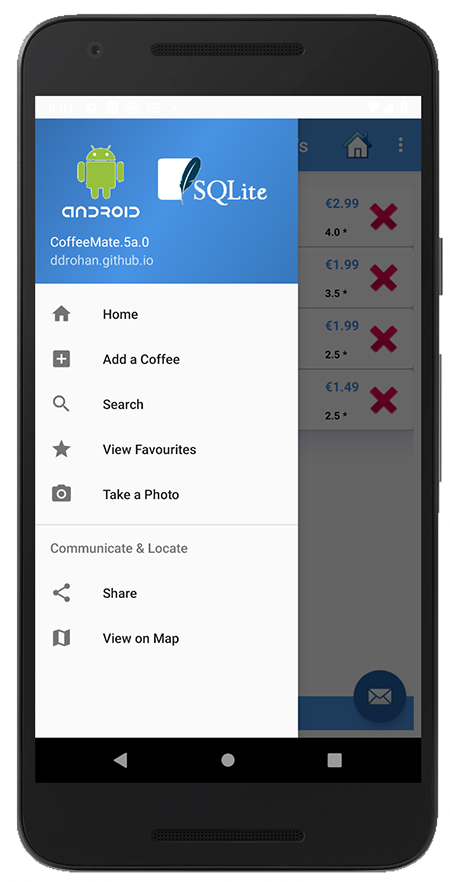 s
ANDROID
SQLite
CoffeeMate.5a.0
ddrohan.github.io
Home
Add a Coffee
Search
View Favourites
Take a Photo
Communicate & Locate
Share
View on Map
€2.99
4.0 *
€1.99
3.5 *
€1.99
2.5 *
€1.49
2.5 *